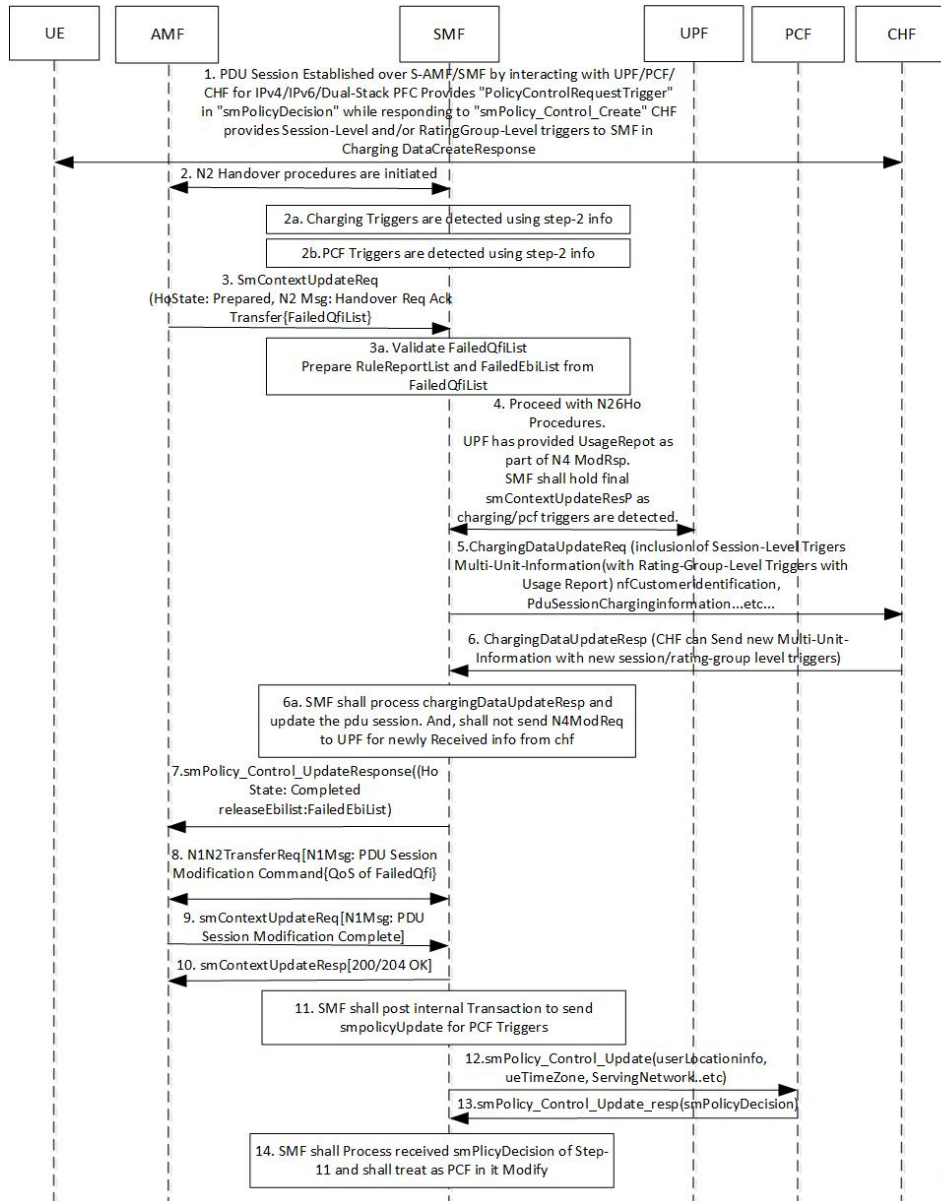 UE
AMF
SMF
UPF
PCF
CHF
1. PDU Session Established over S-AMF/SMF by interacting with UPF/PCF/
CHF for IPv4/IPv6/Dual-Stack PFC Provides "PolicyControlRequestTrigger"
in "smPolicyDecision" while responding to "smPolicy_Control_Create" CHF
provides Session-Level and/or RatingGroup-Level triggers to SMF in
Charging DataCreateResponse
2. N2 Handover procedures are initiated
2a. Charging Triggers are detected using step-2 info
2b.PCF Triggers are detected using step-2 info
3. SmContextUpdateReq
(HoState: Prepared, N2 Msg: Handover Req Ack
Transfer{FailedQfiList}
3a. Validate FailedQfiList
Prepare RuleReportList and FailedEbiList from
FailedQfiList
4. Proceed with N26Ho
Procedures.
UPF has provided UsageRepot as
part of N4 ModRsp.
SMF shall hold final
smContextUpdateResP as
charging/pcf triggers are detected.
5.ChargingDataUpdateReq (inclusion of Session-Level Trigers
Multi-Unit-Information(with Rating-Group-Level Triggers with
Usage Report) nfCustomerIdentification,
PduSessionCharginginformation...etc...
6. ChargingDataUpdateResp (CHF can Send new Multi-Unit-
Information with new session/rating-group level triggers)
6a. SMF shall process chargingDataUpdateResp and
update the pdu session. And, shall not send N4ModReq
to UPF for newly Received info from chf
7.smPolicy_Control_UpdateResponse((Ho
State: Completed
releaseEbilist:FailedEbiList)
8. N1N2TransferReq[N1Msg: PDU Session
Modification Command{QoS of FailedQfi}
9. smContextUpdateReq[N1Msg: PDU
Session Modification Complete]
10. smContextUpdateResp[200/204 OK]
11. SMF shall post internal Transaction to send
smpolicyUpdate for PCF Triggers
12.smPolicy_Control_Update(userLocationinfo,
ueTimeZone, ServingNetwork..etc)
13.smPolicy_Control_Update_resp(smPolicyDecision)
14. SMF shall Process received smPlicyDecision of Step-
11 and shall treat as PCF in it Modify